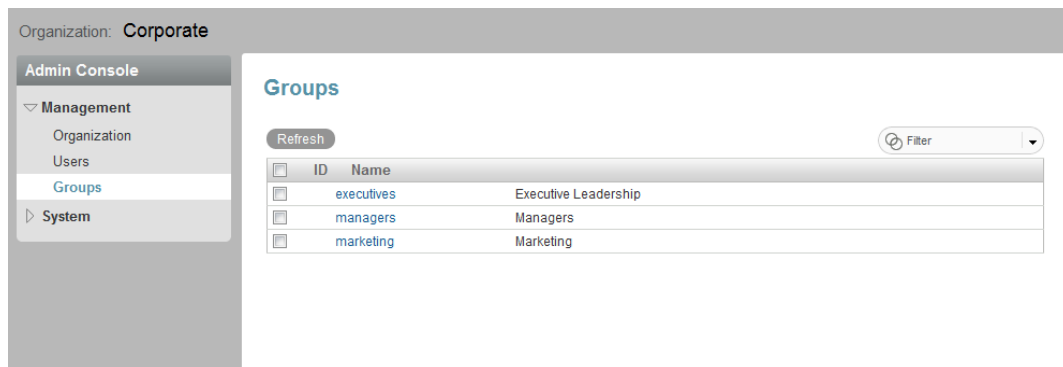 Organization: Corporate
Admin Console
Management
Organization
Users
Groups
System
Groups
Refresh
Filter
ID Name
executives Executive Leadership
managers Managers
marketing Marketing